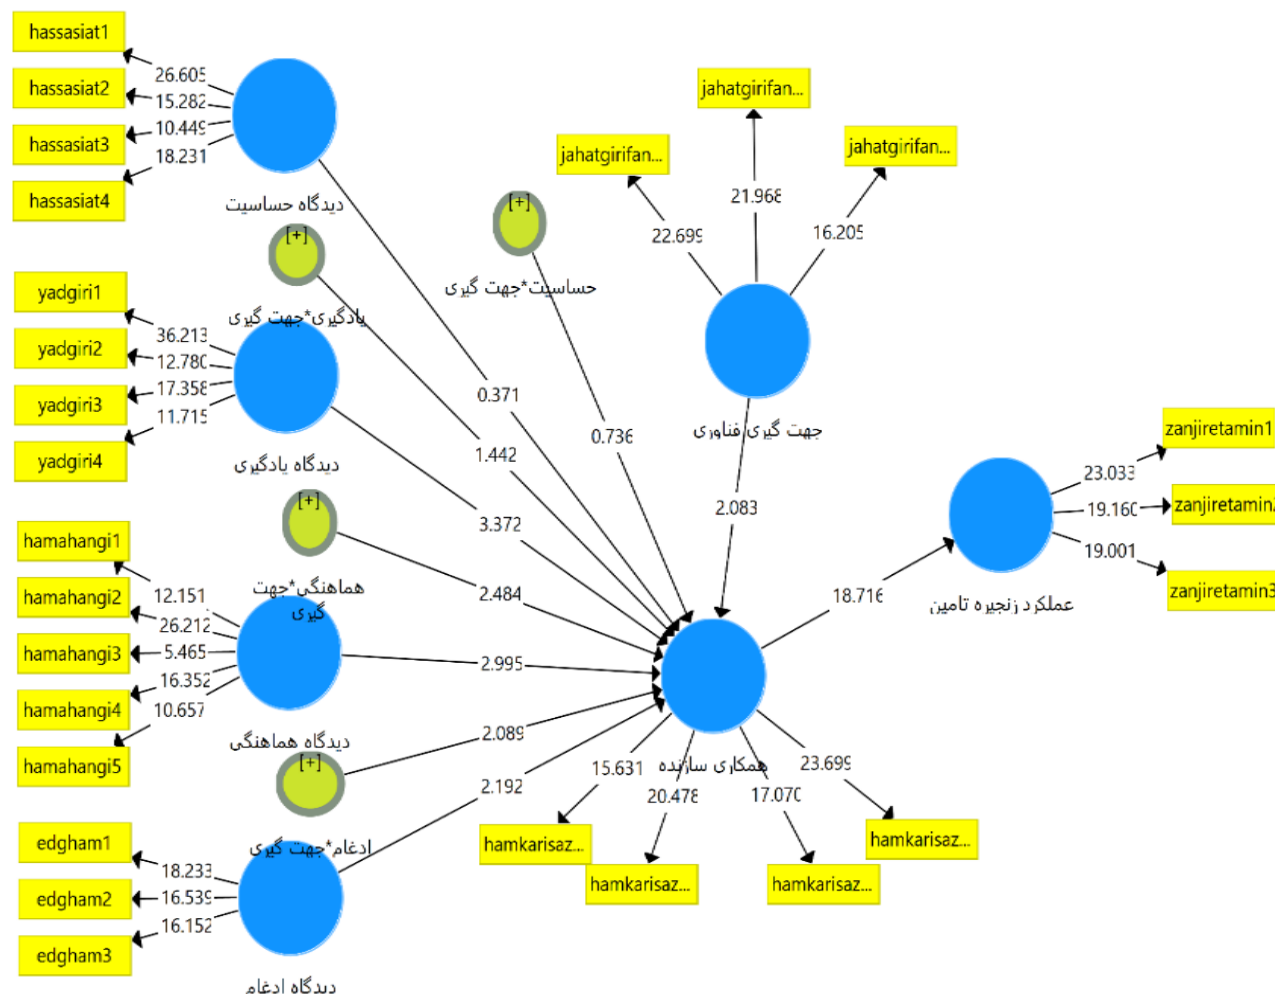 hassasiat1
hassasiat2
hassasiat3
hassasiat4
26.605
15.282
10.449
18.231
دیدگاه حساسیت
[+]
یادگیری*جهت گیری
yadgiri1
yadgiri2
yadgiri3
yadgiri4
36.213
12.780
17.358
11.715
دیدگاه یادگیری
[+]
هماهنگی*جهت
گیری
hamahangi1
hamahangi2
hamahangi3
hamahangi4
hamahangi5
12.151
26.212
5.465
16.352
10.657
دیدگاه هماهنگی
[+]
ادغام*جهت گیری
edgham1
edgham2
edgham3
18.233
16.539
16.152
دیدگاه ادغام
[+]
حساسیت*جهت گیری
0.371
1.442
0.736
3.372
2.484
2.995
2.089
2.192
jahatgirifan...
jahatgirifan...
jahatgirifan...
22.699
21.968
16.205
جهت گیری فناوری
2.083
همکاری سازنده
15.631
20.478
17.070
23.699
hamkarisaz...
hamkarisaz...
hamkarisaz...
hamkarisaz...
18.716
عملکرد زنجیره تامین
23.033
19.160
19.001
zanjiretamin1
zanjiretamin
zanjiretamin3